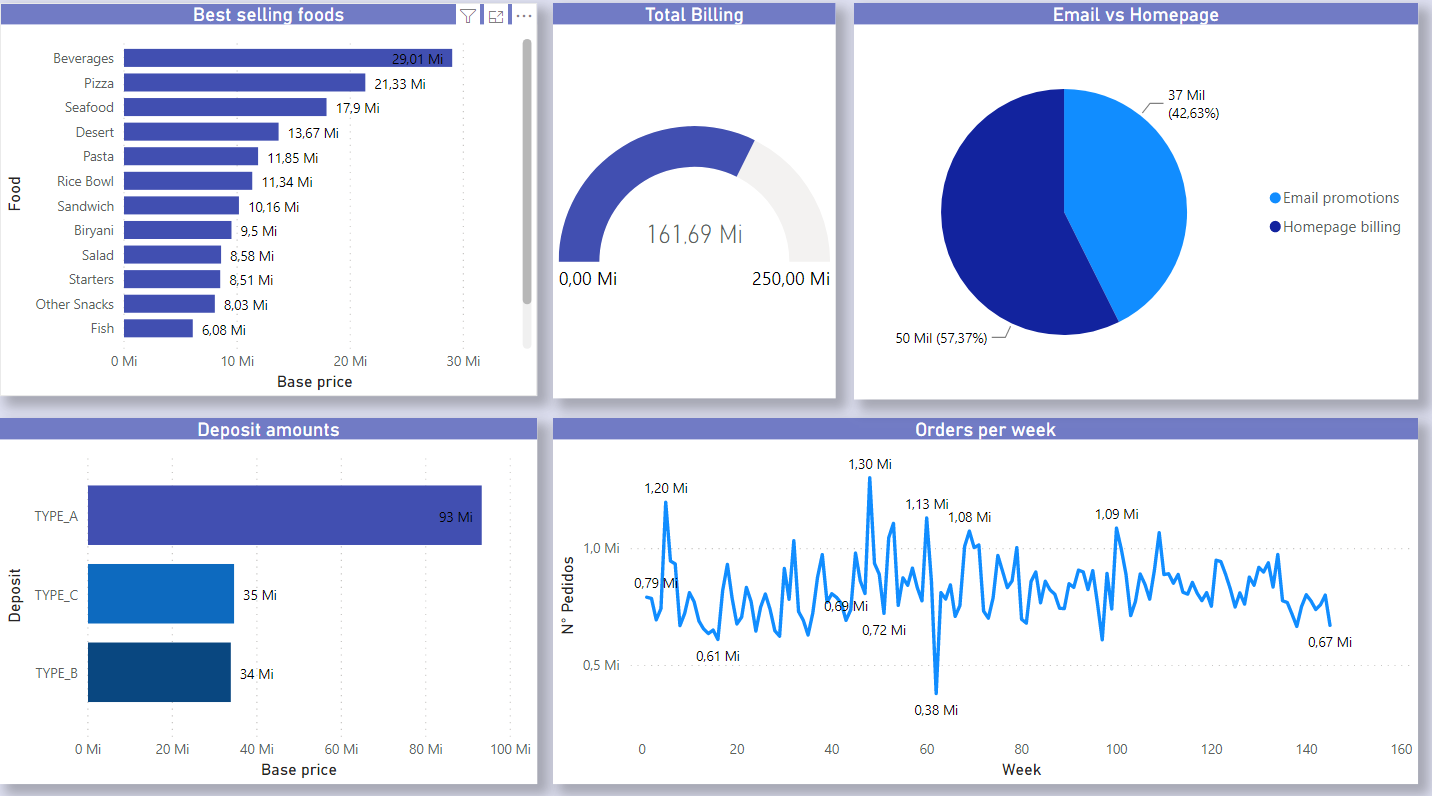 Best selling foods
Food
Beverages 29,01 Mi
Pizza 21,33 Mi
Seafood 17,9 Mi
Desert 13,67 Mi
Pasta 11,85 Mi
Rice Bowl 11,34 Mi
Sandwich 10,16 Mi
Biryani 9,5 Mi
Salad 8,58 Mi
Starters 8,51 Mi
Other Snacks 8,03 Mi
Fish 6,08 Mi
0 Mi 10 Mi 20 Mi 30 Mi
Base price
Total Billing
161,69 Mi
0,00 Mi 250,00 Mi
Email vs Homepage
37 Mil
(42,63%)
Email promotions
Homepage billing
50 Mil (57,37%)
Deposit amounts
Deposit
TYPE_A 93 Mi
TYPE_C 35 Mi
TYPE_B 34 Mi
0 Mi 20 Mi 40 Mi 60 Mi 80 Mi 100 Mi
Base price
Orders per week
N° Pedidos
1,30 Mi
1,20 Mi
1,13 Mi
1,08 Mi
1,09 Mi
1,0 Mi
0,79 Mi
0,69 Mi
0,72 Mi
0,67 Mi
0,61 Mi
0,5 Mi
0,38 Mi
0 20 40 60 80 100 120 140 160
Week